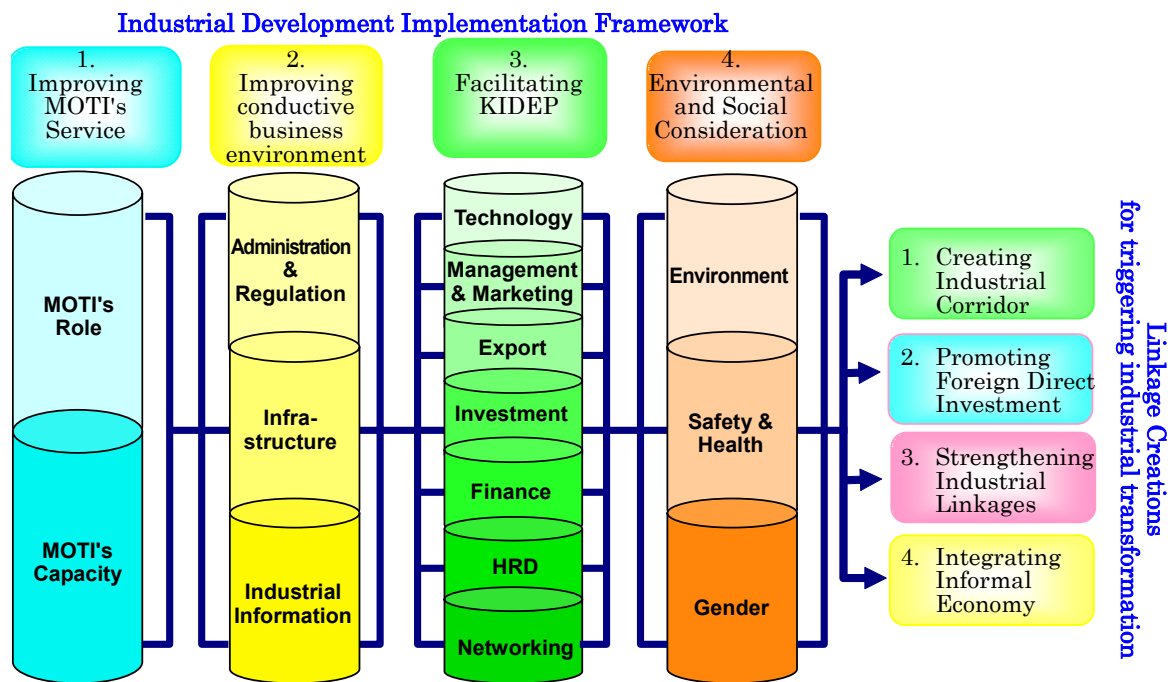 Industrial Development Implementation Framework
1.
Improving
MOTI's
Service
2.
Improving
conductive
business
environment
3.
Facilitating
KIDEP
4.
Environmental
and Social
Consideration
MOTI's
Role
MOTI's
Capacity
Administration
&
Regulation
Infra-
structure
Industrial
Information
Technology
Management
& Marketing
Export
Investment
Finance
HRD
Networking
Environment
Safety &
Health
Gender
1. Creating
Industrial
Corridor
2. Promoting
Foreign Direct
Investment
3. Strengthening
Industrial
Linkages
4. Integrating
Informal
Economy
Linkage Creations
for triggering industrial transformation